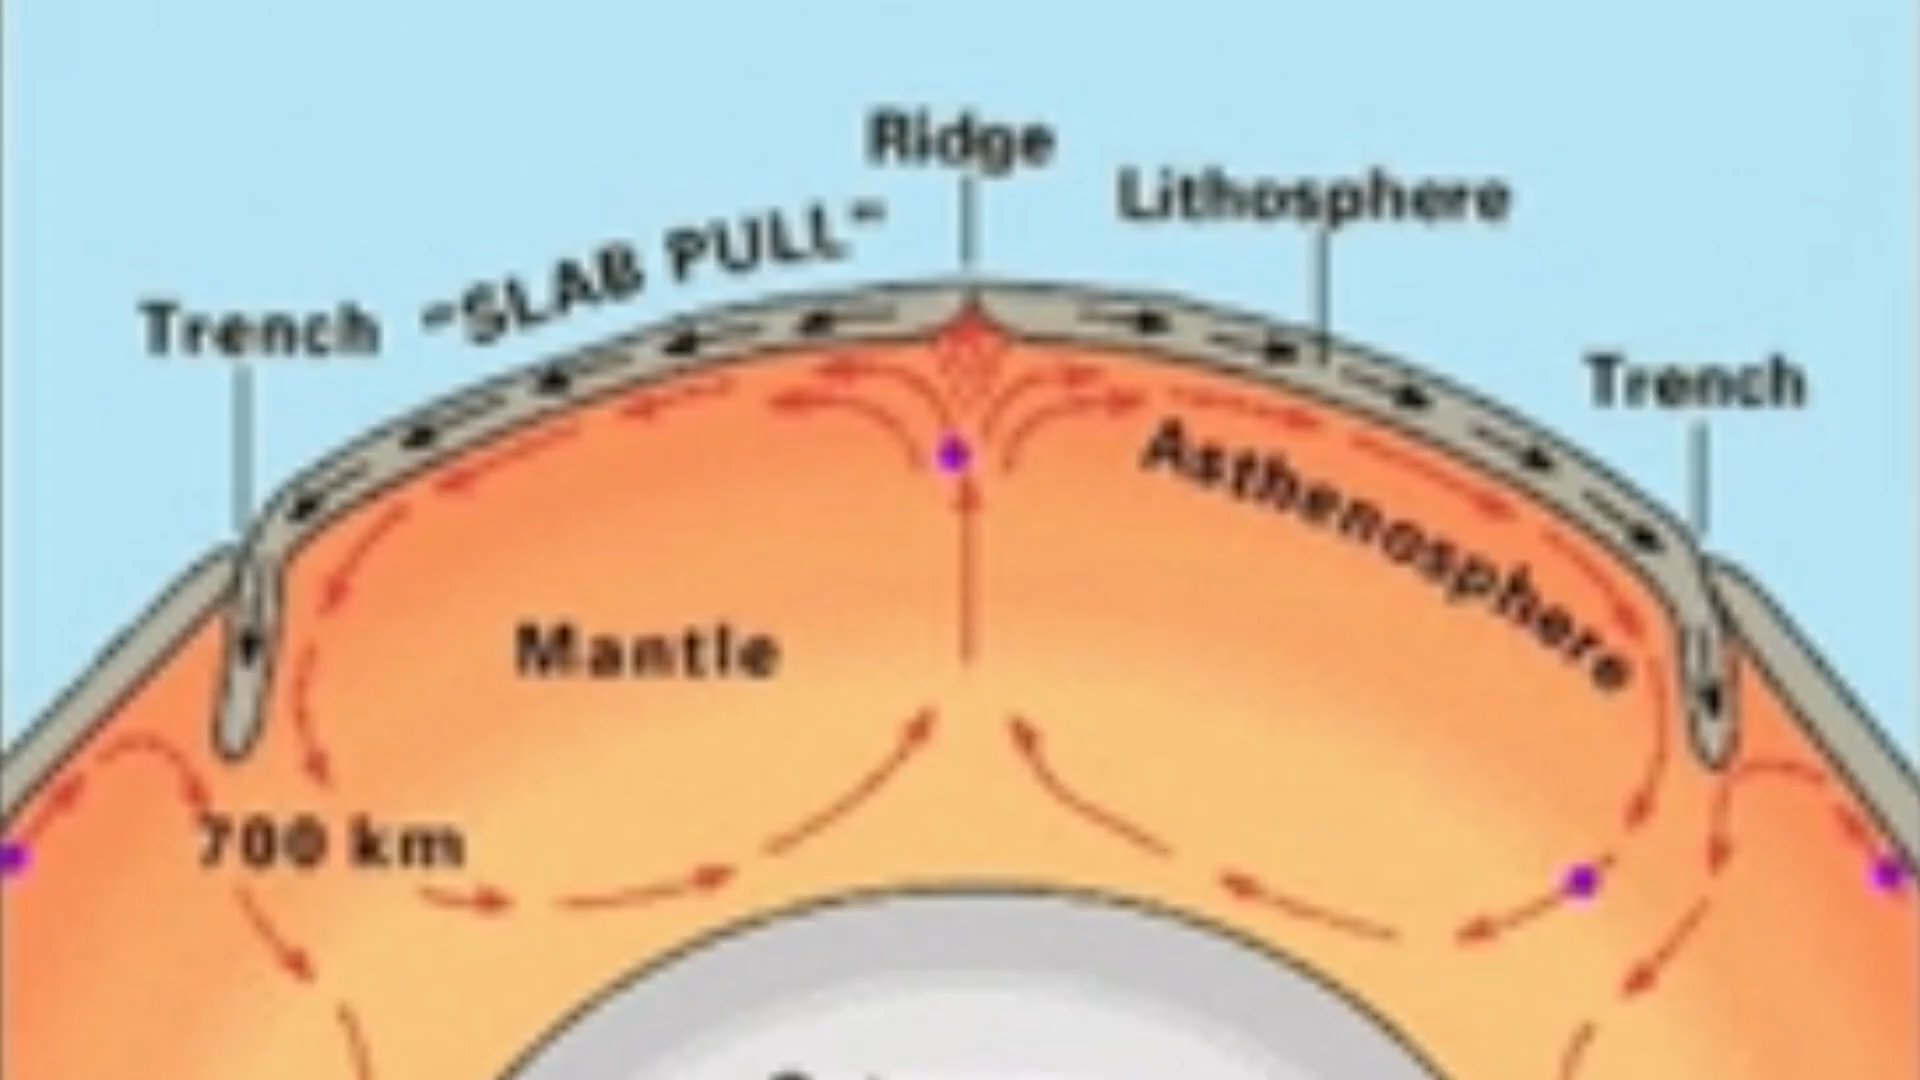 Ridge
Lithosphere
"SLAB PULL"
Trench
Trench
Asthenosphere
Mantle
700 km